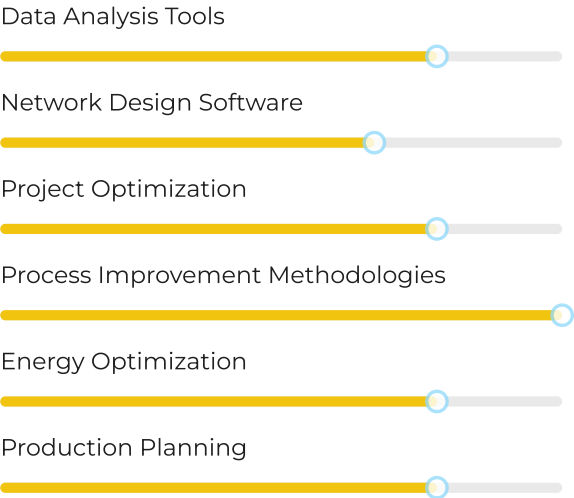 Data Analysis Tools
Network Design Software
Project Optimization
Process Improvement Methodologies
Energy Optimization
Production Planning